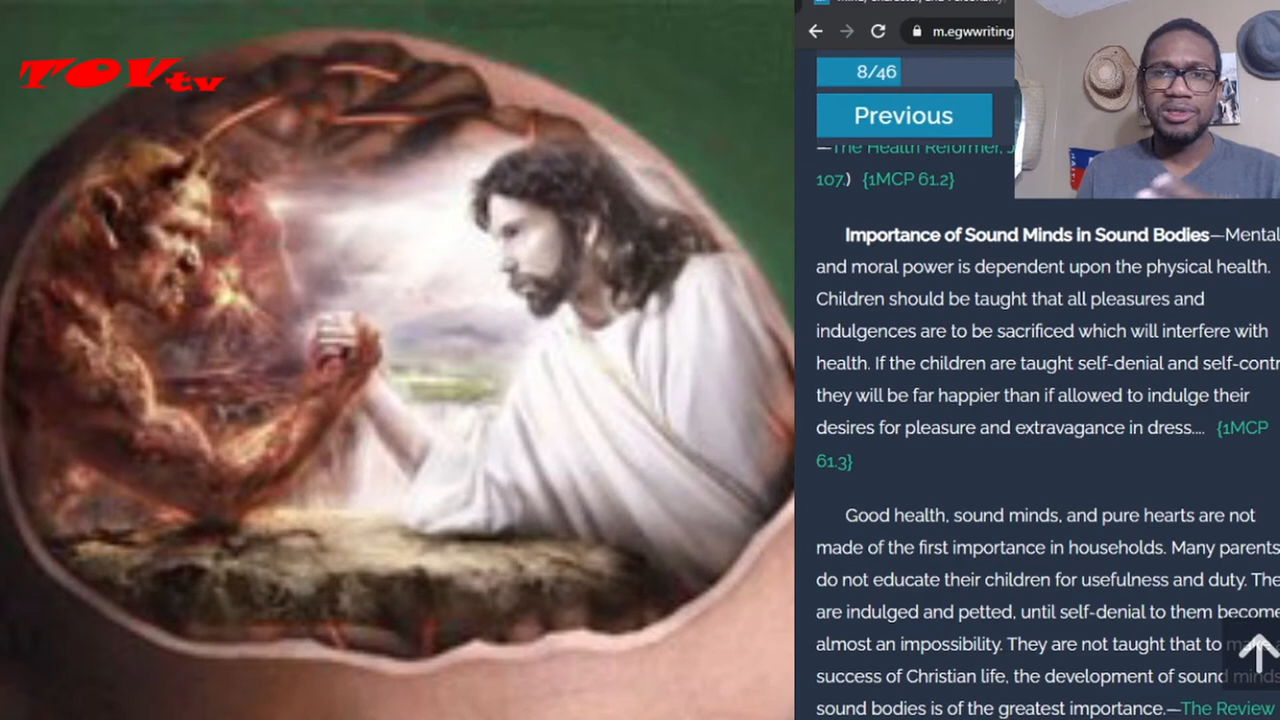 TOVtv
m.egwwriting
8/46
Previous
—The Health Reformer, J
107.) {1MCP 61.2}
Importance of Sound Minds in Sound Bodies—Mental
and moral power is dependent upon the physical health.
Children should be taught that all pleasures and
indulgences are to be sacrificed which will interfere with
health. If the children are taught self-denial and self-contr
they will be far happier than if allowed to indulge their
desires for pleasure and extravagance in dress.... {1MCP
61.3}
Good health, sound minds, and pure hearts are not
made of the first importance in households. Many parents
do not educate their children for usefulness and duty. The
are indulged and petted, until self-denial to them become
almost an impossibility. They are not taught that to make
success of Christian life, the development of sound minds
sound bodies is of the greatest importance.—The Review
HAITI